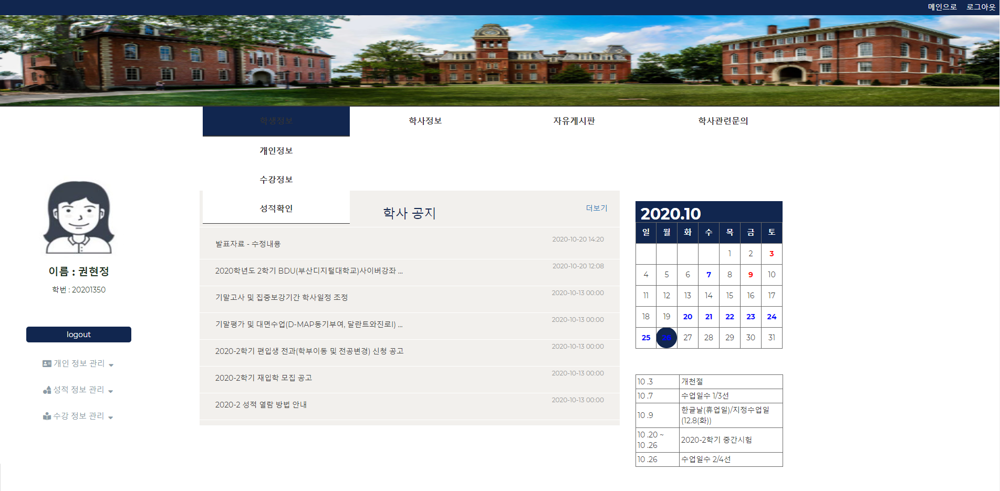 메인으로 로그아웃
학생정보 학사정보 자유게시판 학사관련문의
개인정보
수강정보
성적확인
이름 : 권현정
학번 : 20201350
logout
개인 정보 관리
성적 정보 관리
수강 정보 관리
학사 공지 더보기
발표자료 - 수정내용 2020-10-20 14:20
2020학년도 2학기 BDU(부산디지털대학교)사이버강좌 ... 2020-10-20 12:08
기말고사 및 집중보강기간 학사일정 조정 2020-10-13 00:00
기말평가 및 대면수업(D-MAP동기부여, 달란트와진로I) ... 2020-10-13 00:00
2020-2학기 편입생 전과(학부이동 및 전공변경) 신청 공고 2020-10-13 00:00
2020-2학기 재입학 모집 공고 2020-10-13 00:00
2020-2 성적 열람 방법 안내 2020-10-13 00:00
2020.10
일 월 화 수 목 금 토
1 2 3
4 5 6 7 8 9 10
11 12 13 14 15 16 17
18 19 20 21 22 23 24
25 26 27 28 29 30 31
10 .3 개천절
10 .7 수업일수 1/3선
10 .9 한글날(휴업일)/지정수업일
(12.8(화))
10 .20 ~
10 .26 2020-2학기 중간시험
10 .26 수업일수 2/4선